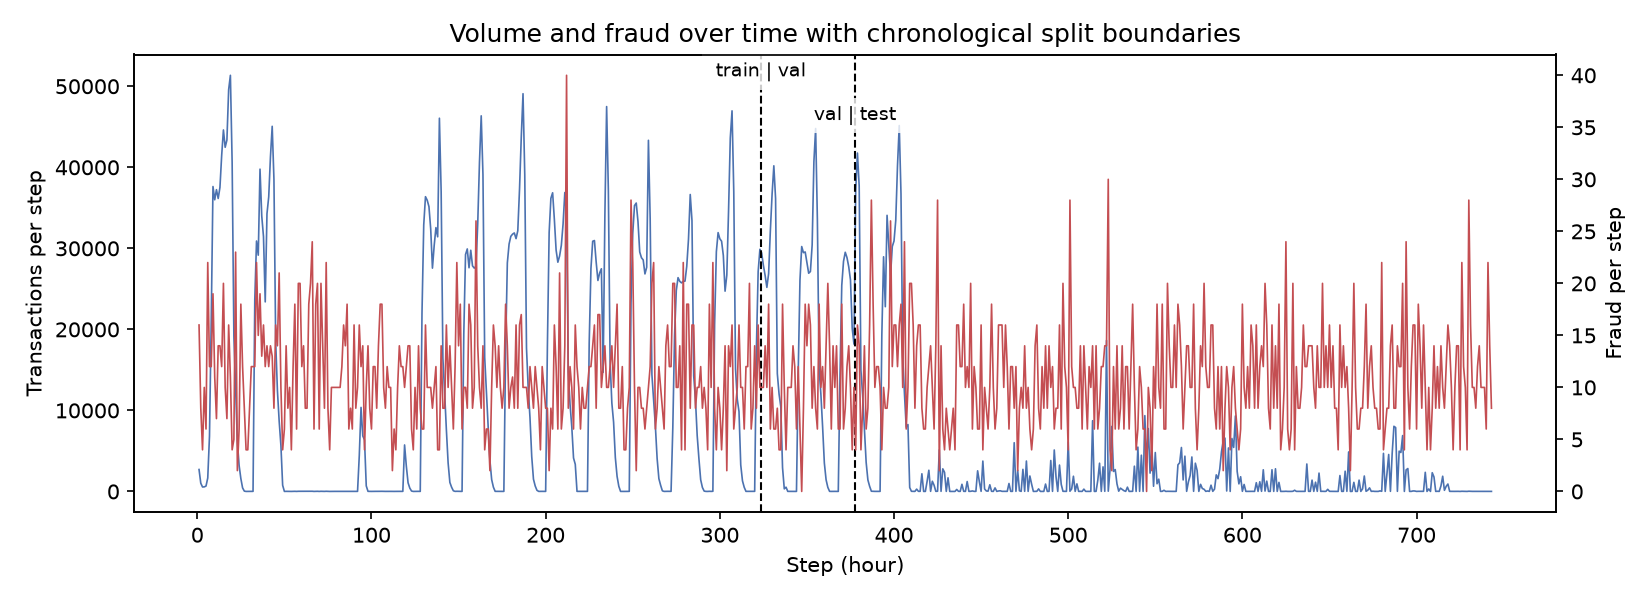 Volume and fraud over time with chronological split boundaries
train | val
val | test
Transactions per step
50000
40000
30000
20000
10000
0
40
35
30
25
20
15
10
5
0
Fraud per step
0 100 200 300 400 500 600 700
Step (hour)